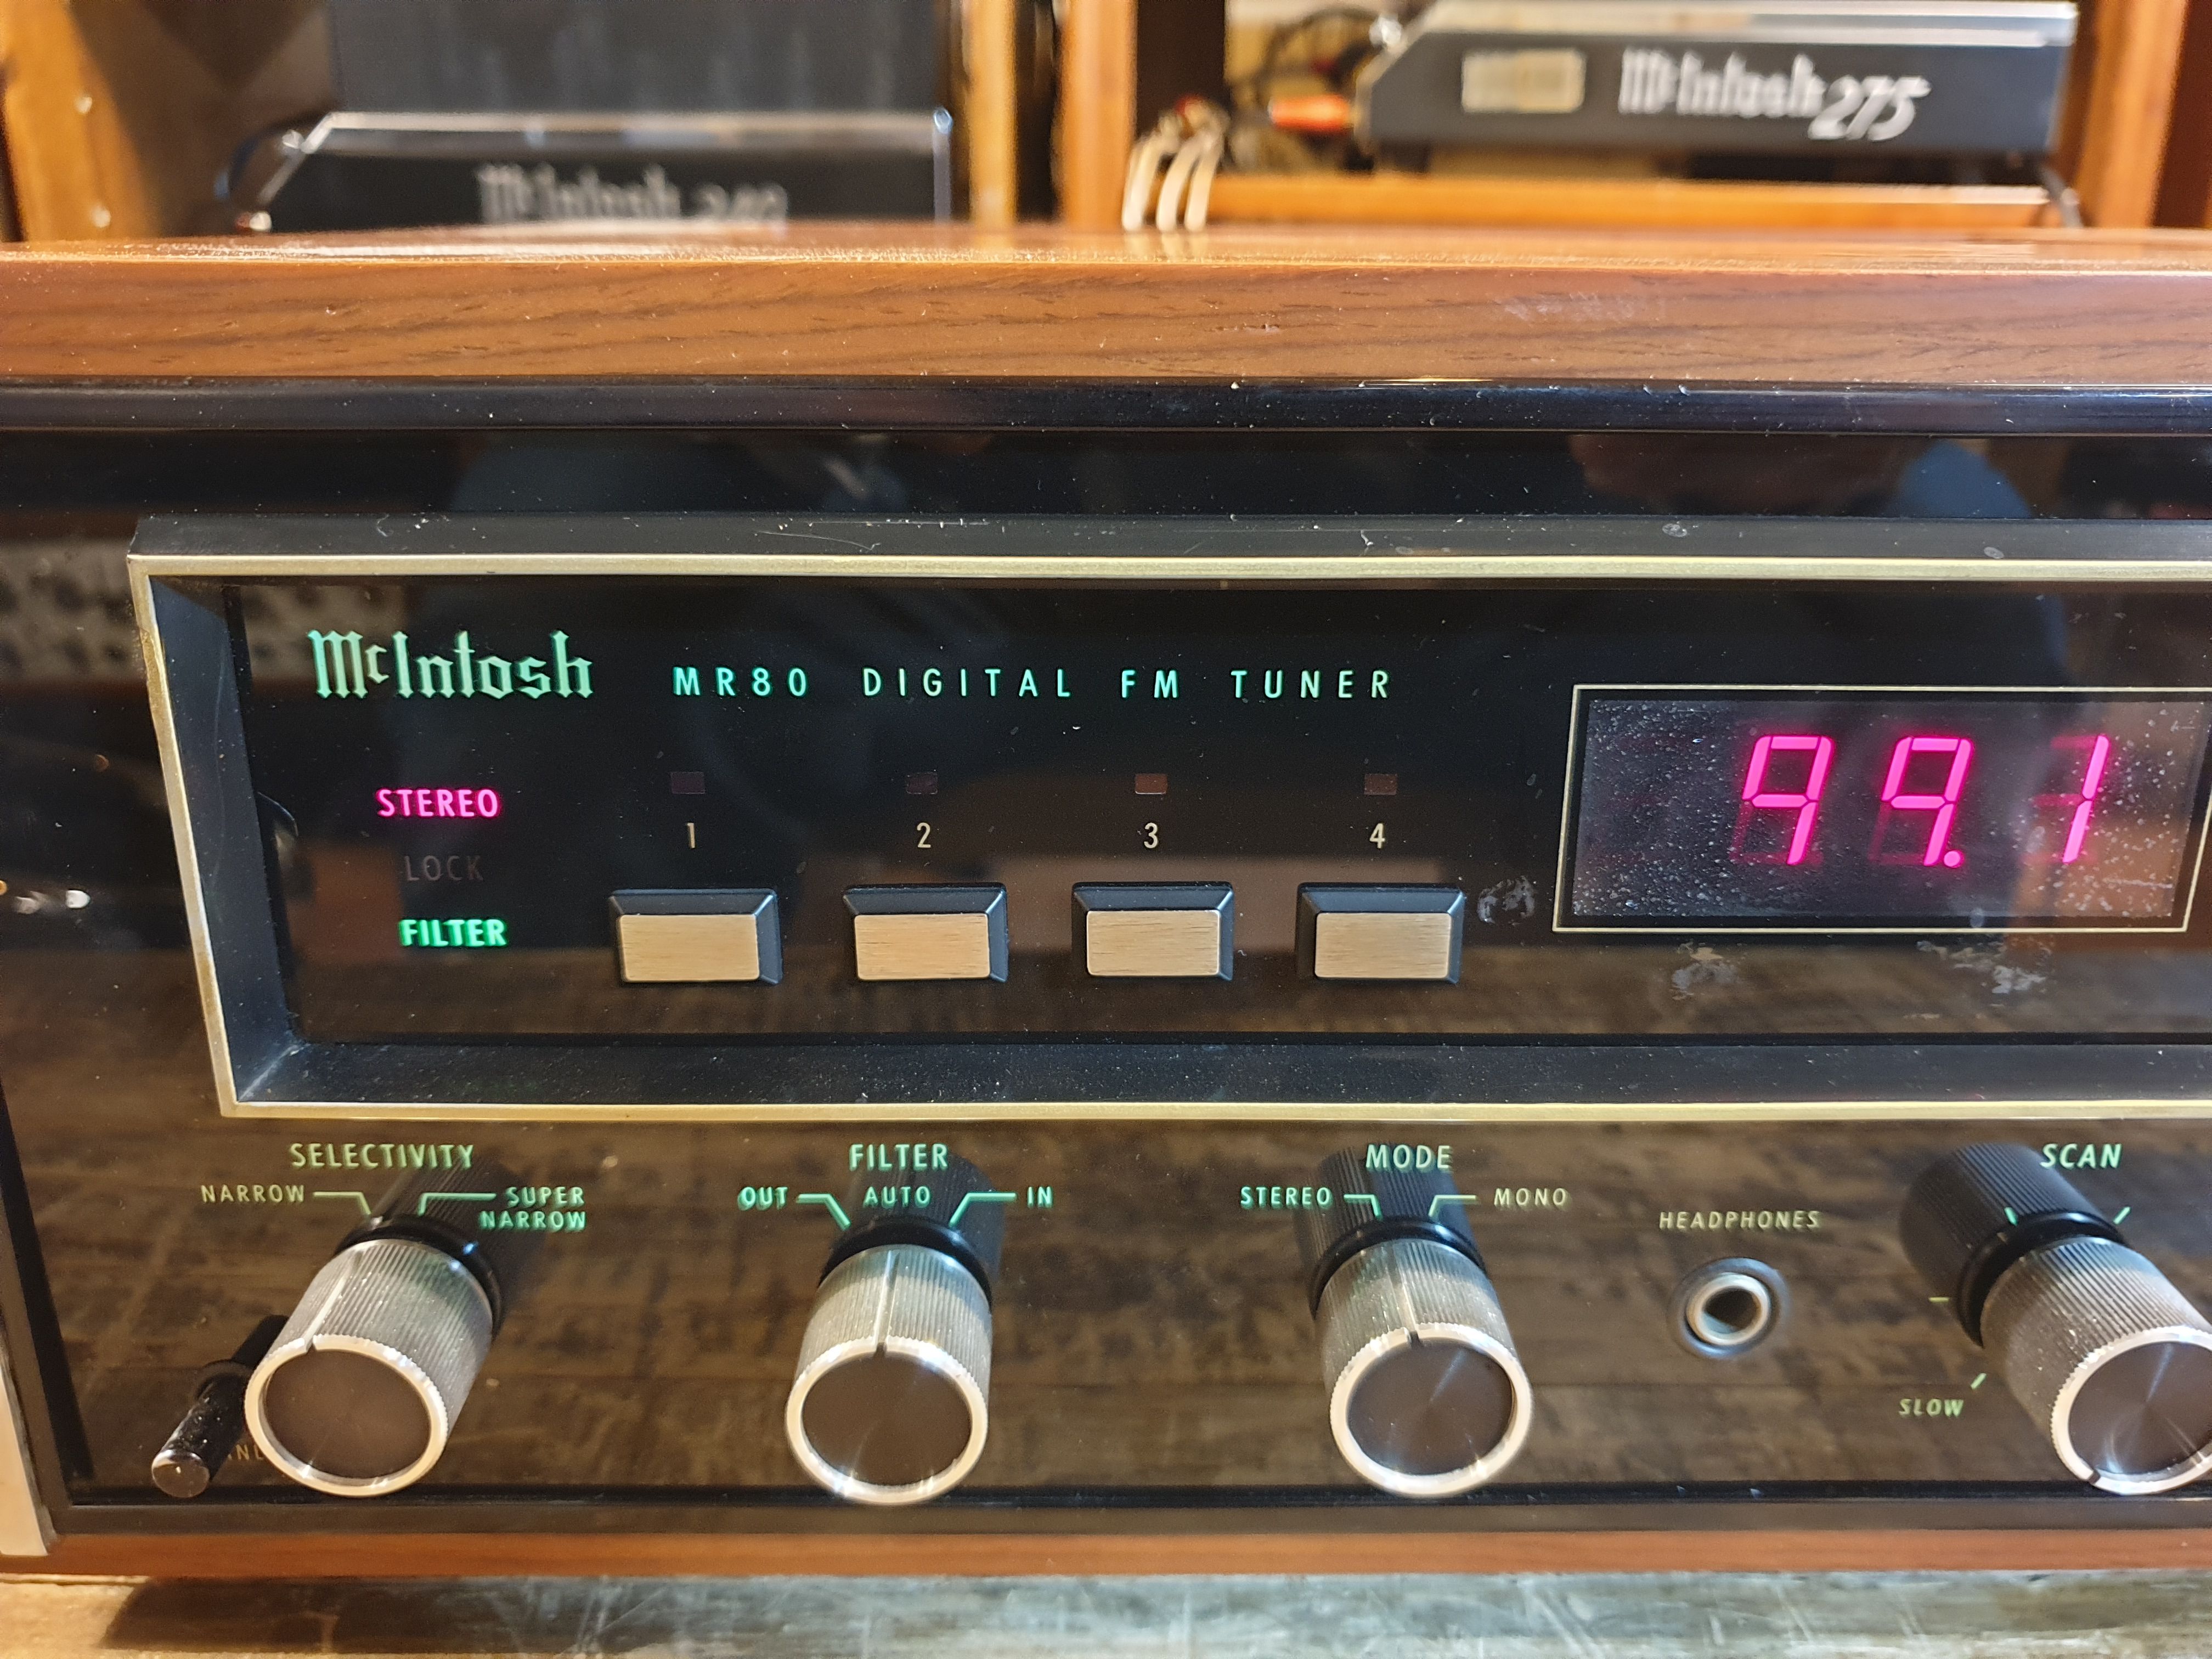 McIntosh 275
McIntosh 240
McIntosh MR80 DIGITAL FM TUNER
STEREO
LOCK
FILTER
1 2 3 4
99.1
SELECTIVITY
NARROW
SUPER
NARROW
FILTER
OUT AUTO IN
MODE
STEREO MONO
HEADPHONES
SCAN
SLOW